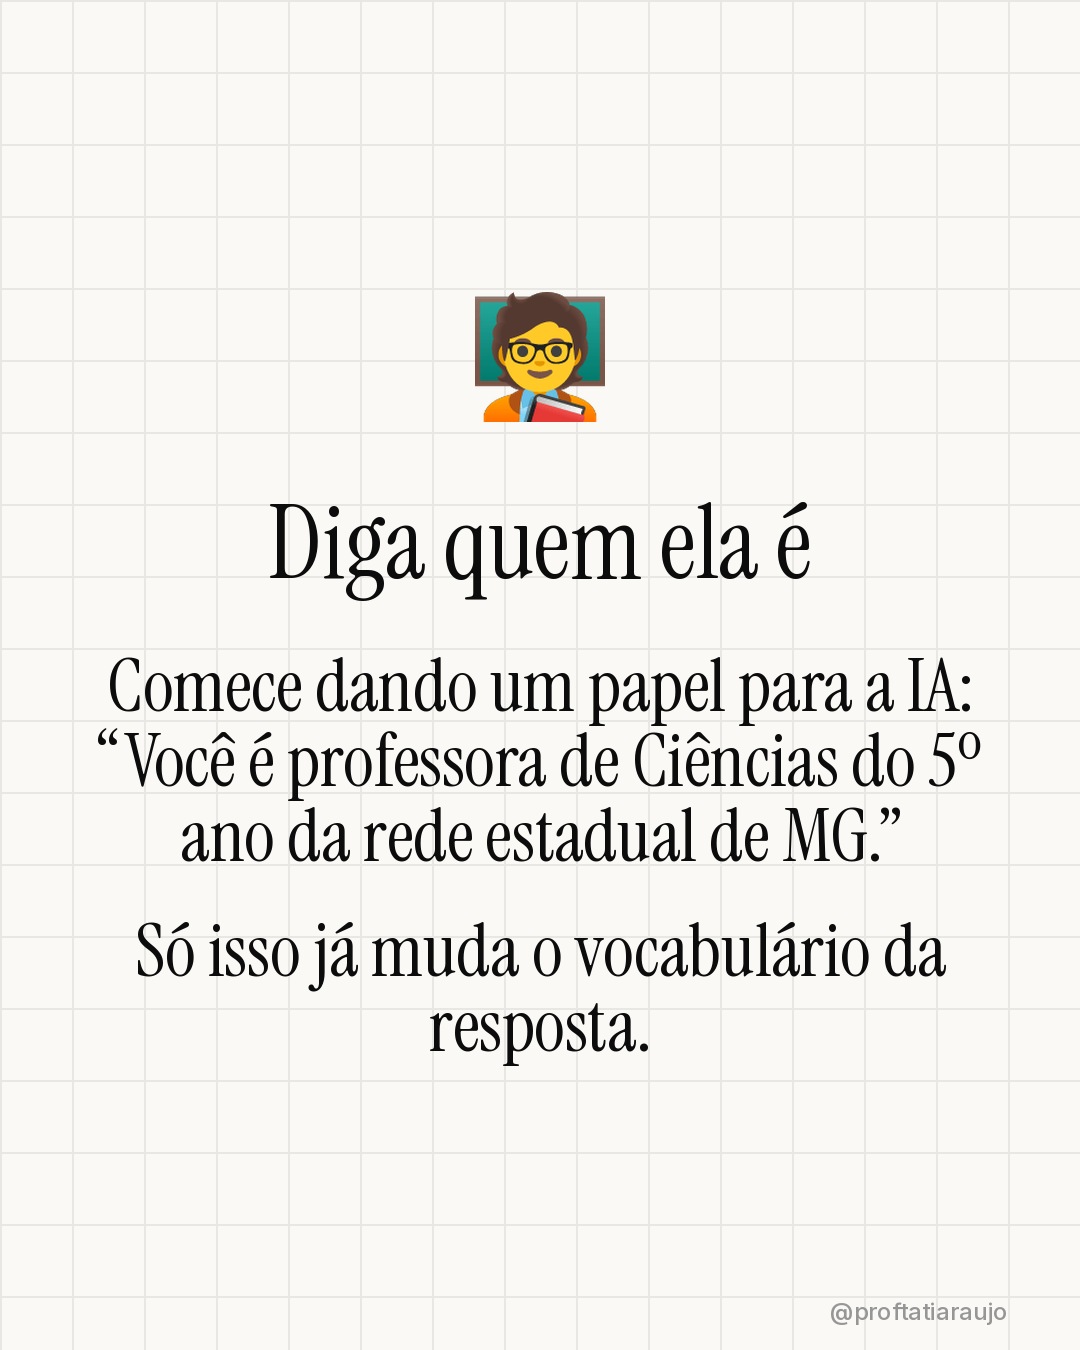 Diga quem ela é
Comece dando um papel para a IA:
“Você é professora de Ciências do 5º
ano da rede estadual de MG.”
Só isso já muda o vocabulário da
resposta.
@proftatiaraujo